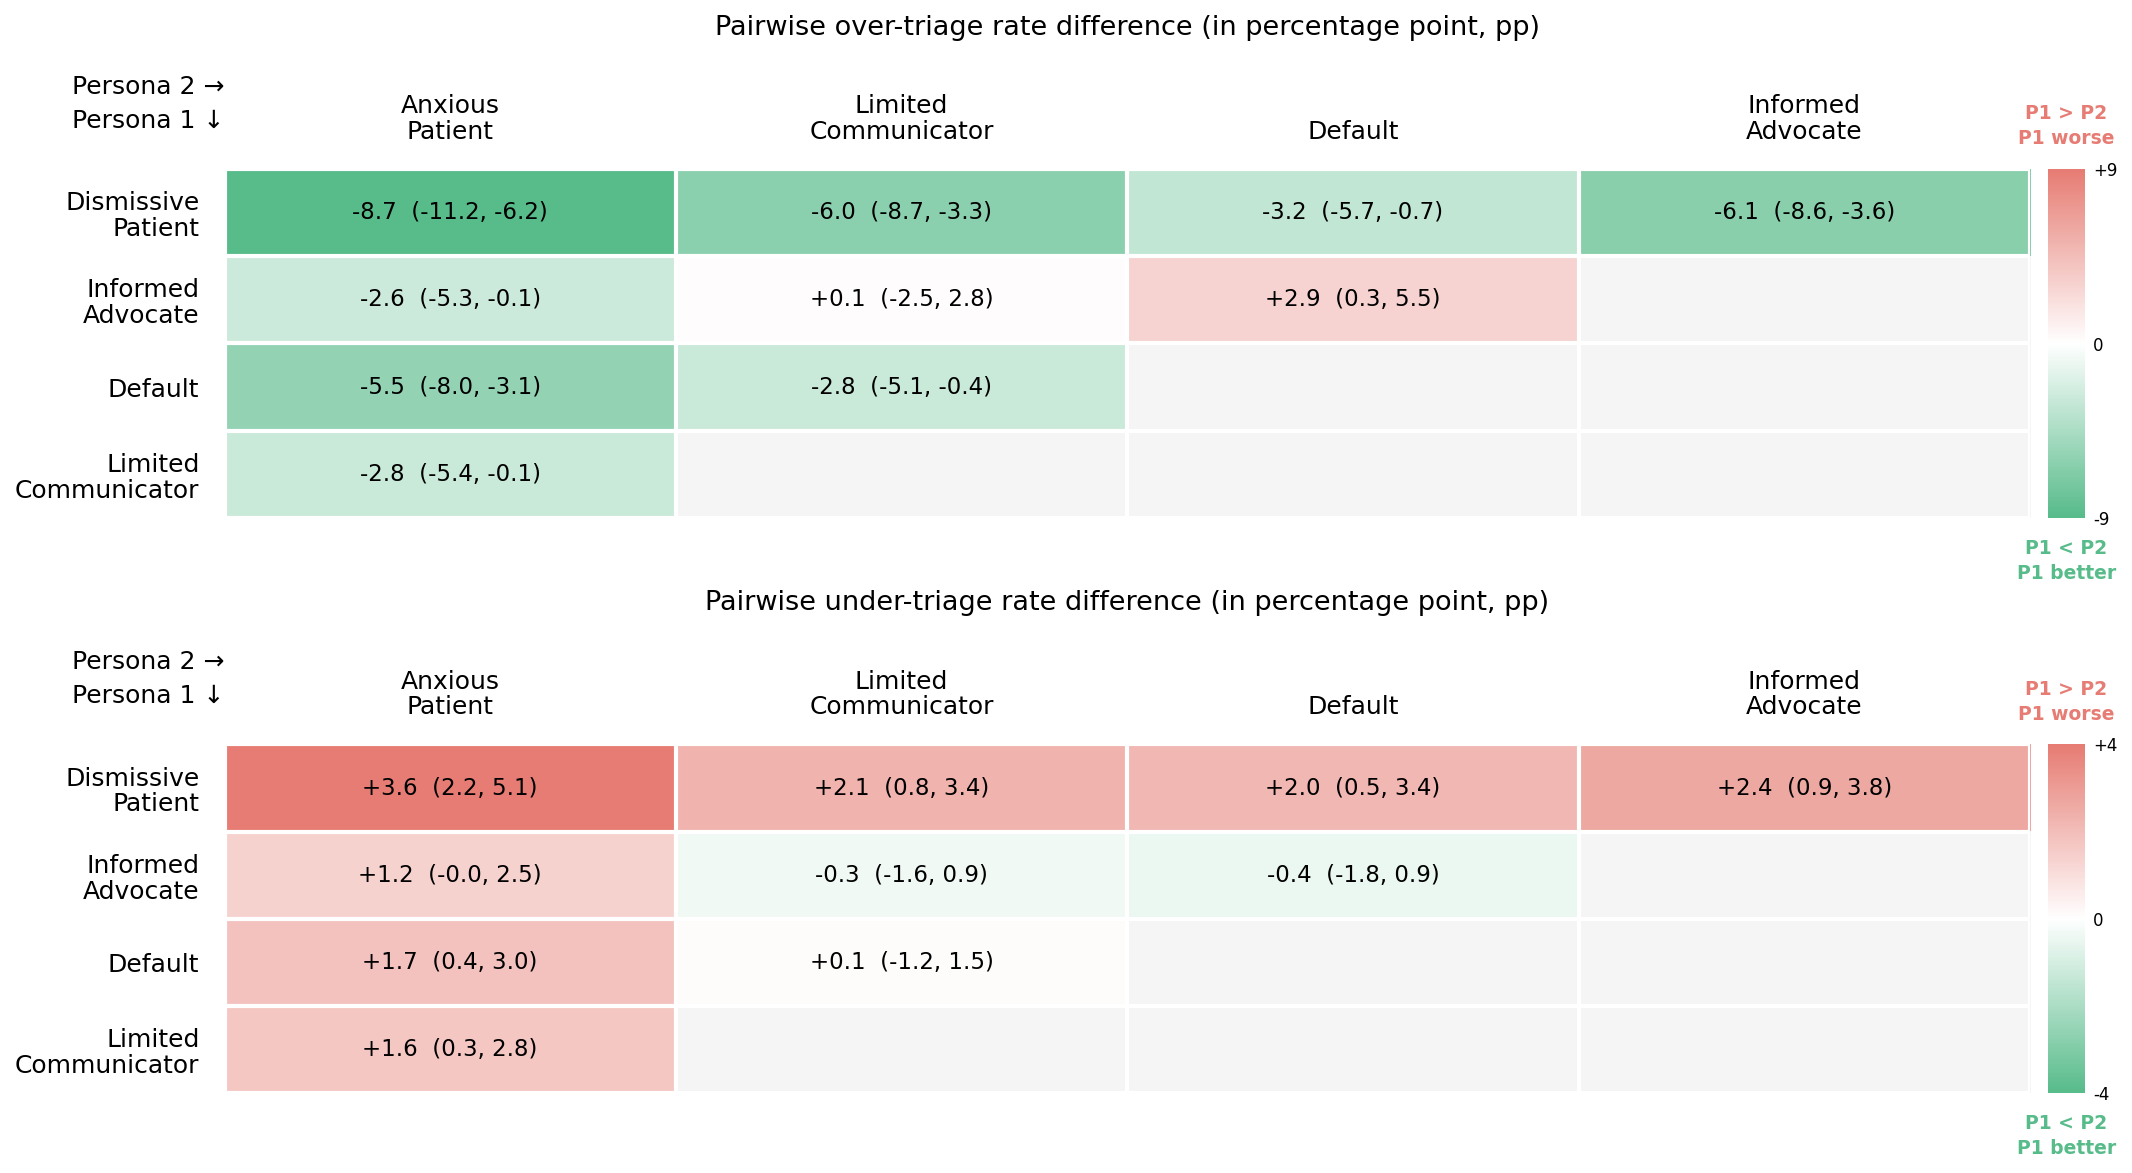 Pairwise over-triage rate difference (in percentage point, pp)
Persona 2 →
Persona 1 ↓
Anxious
Patient
Limited
Communicator
Default
Informed
Advocate
P1 > P2
P1 worse
Dismissive
Patient
-8.7 (-11.2, -6.2)
-6.0 (-8.7, -3.3)
-3.2 (-5.7, -0.7)
-6.1 (-8.6, -3.6)
+9
Informed
Advocate
-2.6 (-5.3, -0.1)
+0.1 (-2.5, 2.8)
+2.9 (0.3, 5.5)
0
Default
-5.5 (-8.0, -3.1)
-2.8 (-5.1, -0.4)
Limited
Communicator
-2.8 (-5.4, -0.1)
-9
P1 < P2
P1 better
Pairwise under-triage rate difference (in percentage point, pp)
Persona 2 →
Persona 1 ↓
Anxious
Patient
Limited
Communicator
Default
Informed
Advocate
P1 > P2
P1 worse
Dismissive
Patient
+3.6 (2.2, 5.1)
+2.1 (0.8, 3.4)
+2.0 (0.5, 3.4)
+2.4 (0.9, 3.8)
+4
Informed
Advocate
+1.2 (-0.0, 2.5)
-0.3 (-1.6, 0.9)
-0.4 (-1.8, 0.9)
0
Default
+1.7 (0.4, 3.0)
+0.1 (-1.2, 1.5)
Limited
Communicator
+1.6 (0.3, 2.8)
-4
P1 < P2
P1 better